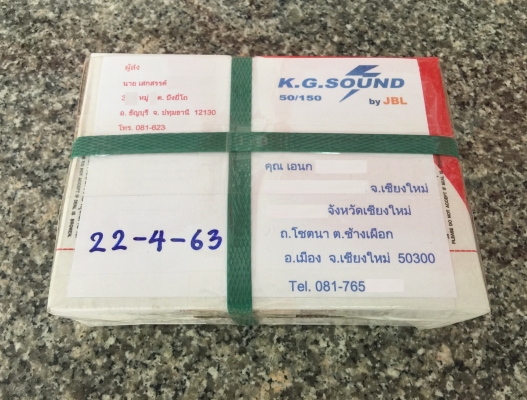 ผู้ส่ง
นาย เสกสรรค์
หมู่ ต. บึงยี่โถ
อ. ธัญบุรี จ. ปทุมธานี 12130
โทร. 081-623
K.G.SOUND
50/150
by JBL
คุณ เอนก
จ.เชียงใหม่
จังหวัดเชียงใหม่
ถ.โชตนา ต.ช้างเผือก
อ.เมือง จ.เชียงใหม่ 50300
Tel. 081-765
22-4-63